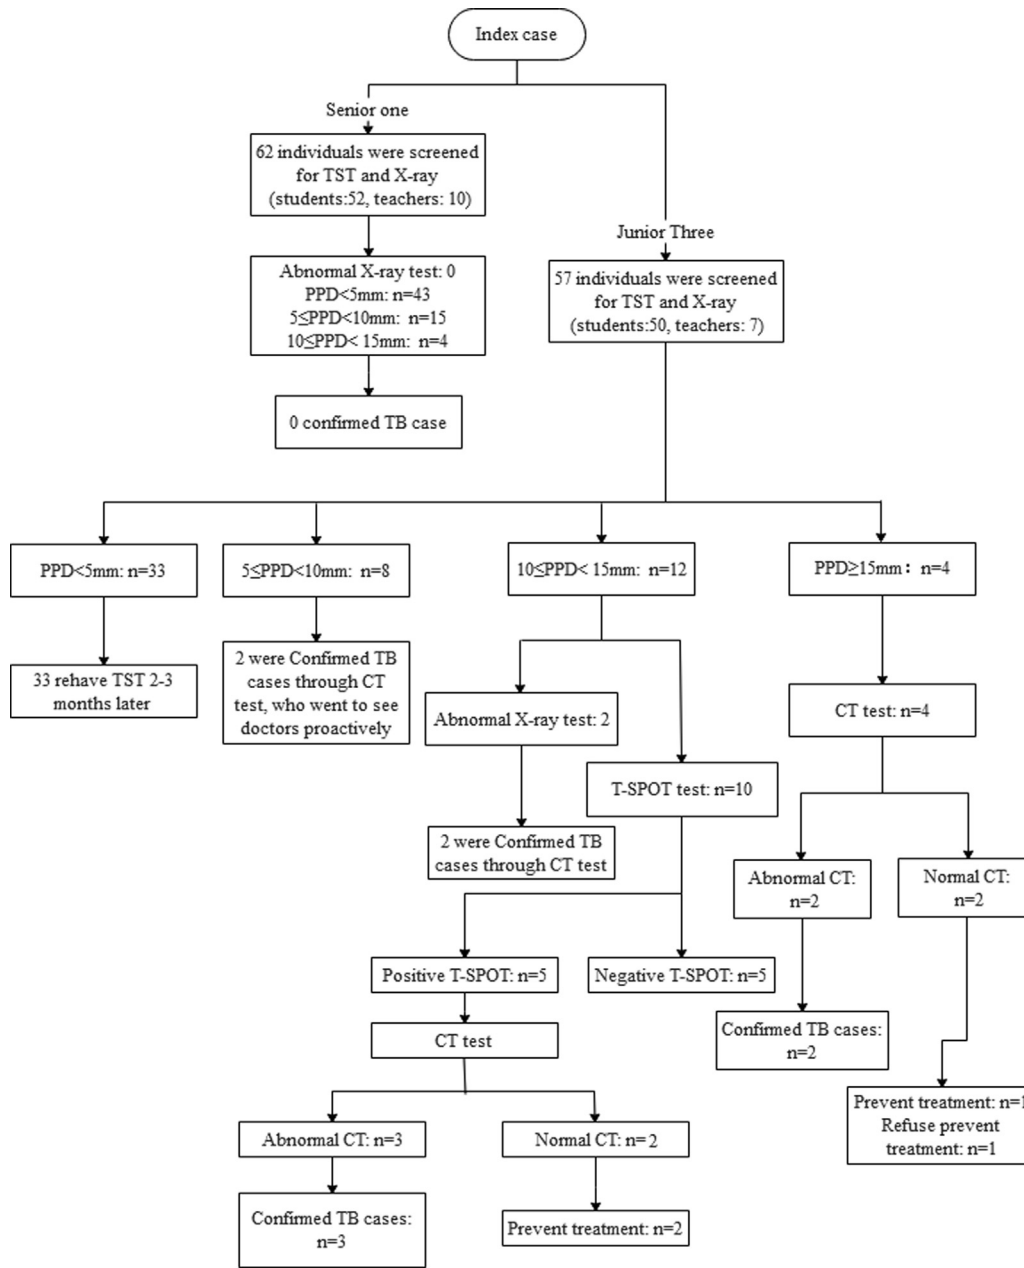 Index case
Senior one
62 individuals were screened
for TST and X-ray
(students:52, teachers: 10)
Abnormal X-ray test: 0
PPD<5mm: n=43
5≤PPD<10mm: n=15
10≤PPD< 15mm: n=4
0 confirmed TB case
Junior Three
57 individuals were screened
for TST and X-ray
(students:50, teachers: 7)
PPD<5mm: n=33
5≤PPD<10mm: n=8
10≤PPD< 15mm: n=12
PPD≥15mm: n=4
33 rehave TST 2-3
months later
2 were Confirmed TB
cases through CT
test, who went to see
doctors proactively
Abnormal X-ray test: 2
CT test: n=4
T-SPOT test: n=10
2 were Confirmed TB
cases through CT test
Abnormal CT:
n=2
Normal CT:
n=2
Positive T-SPOT: n=5
Negative T-SPOT: n=5
CT test
Confirmed TB cases:
n=2
Prevent treatment: n=1
Refuse prevent
treatment: n=1
Abnormal CT: n=3
Normal CT: n=2
Confirmed TB cases:
n=3
Prevent treatment: n=2